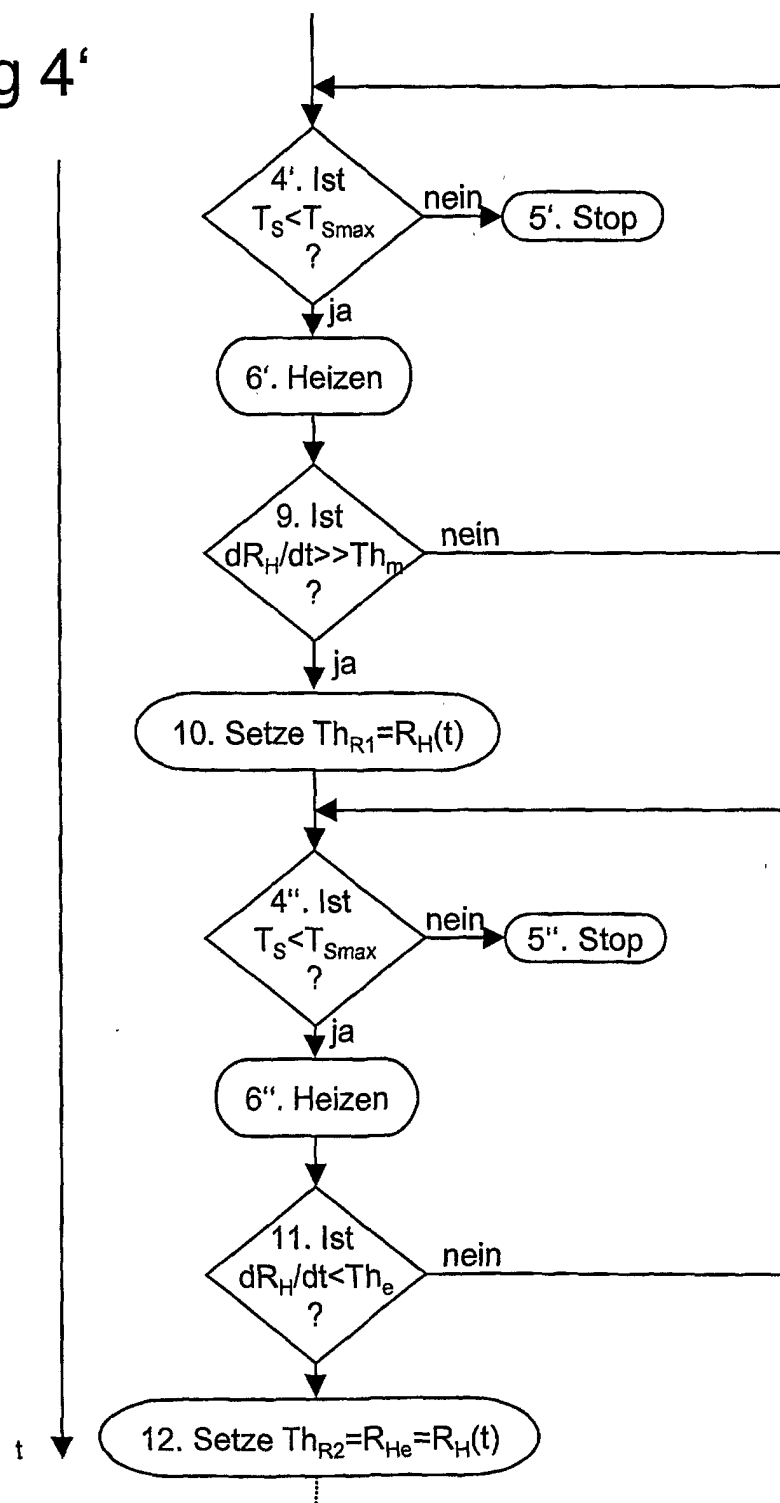 g 4‘
4‘. Ist
T_S<T_Smax
?
nein
5‘. Stop
ja
6‘. Heizen
9. Ist
dR_H/dt>>Th_m
?
nein
ja
10. Setze Th_R1=R_H(t)
4“. Ist
T_S<T_Smax
?
nein
5“. Stop
ja
6“. Heizen
11. Ist
dR_H/dt<Th_e
?
nein
12. Setze Th_R2=R_He=R_H(t)
t